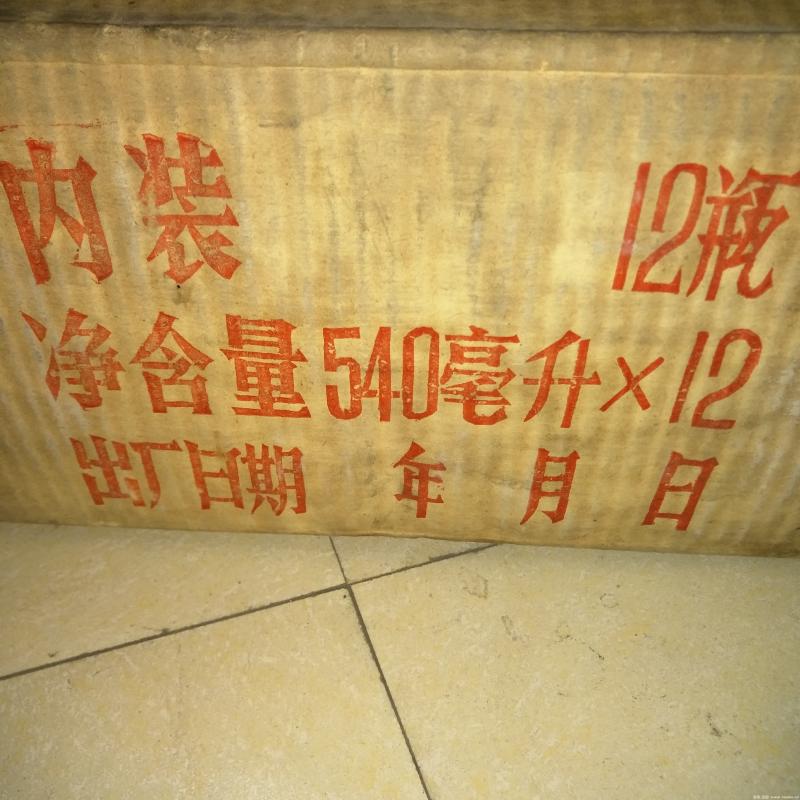 内装 12瓶
净含量540毫升×12
出厂日期 年 月 日